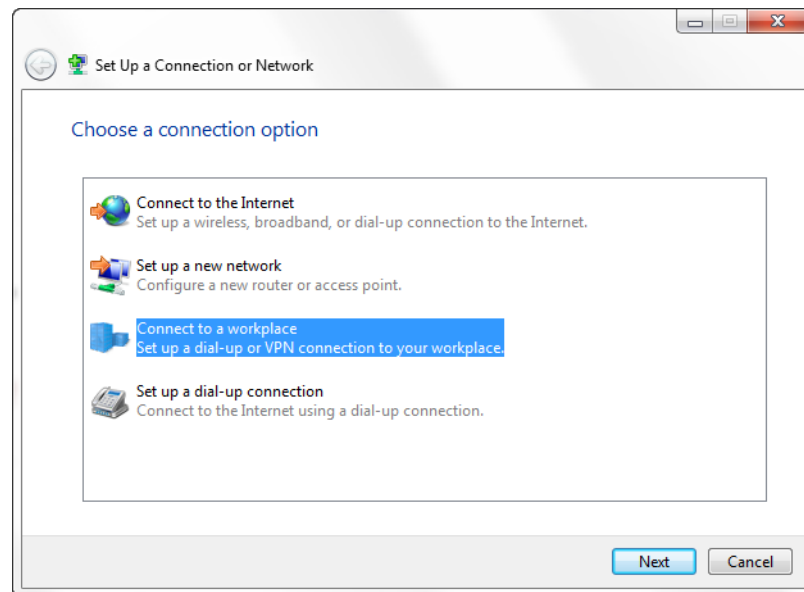 Set Up a Connection or Network
Choose a connection option
Connect to the Internet
Set up a wireless, broadband, or dial-up connection to the Internet.
Set up a new network
Configure a new router or access point.
Connect to a workplace
Set up a dial-up or VPN connection to your workplace.
Set up a dial-up connection
Connect to the Internet using a dial-up connection.
Next Cancel